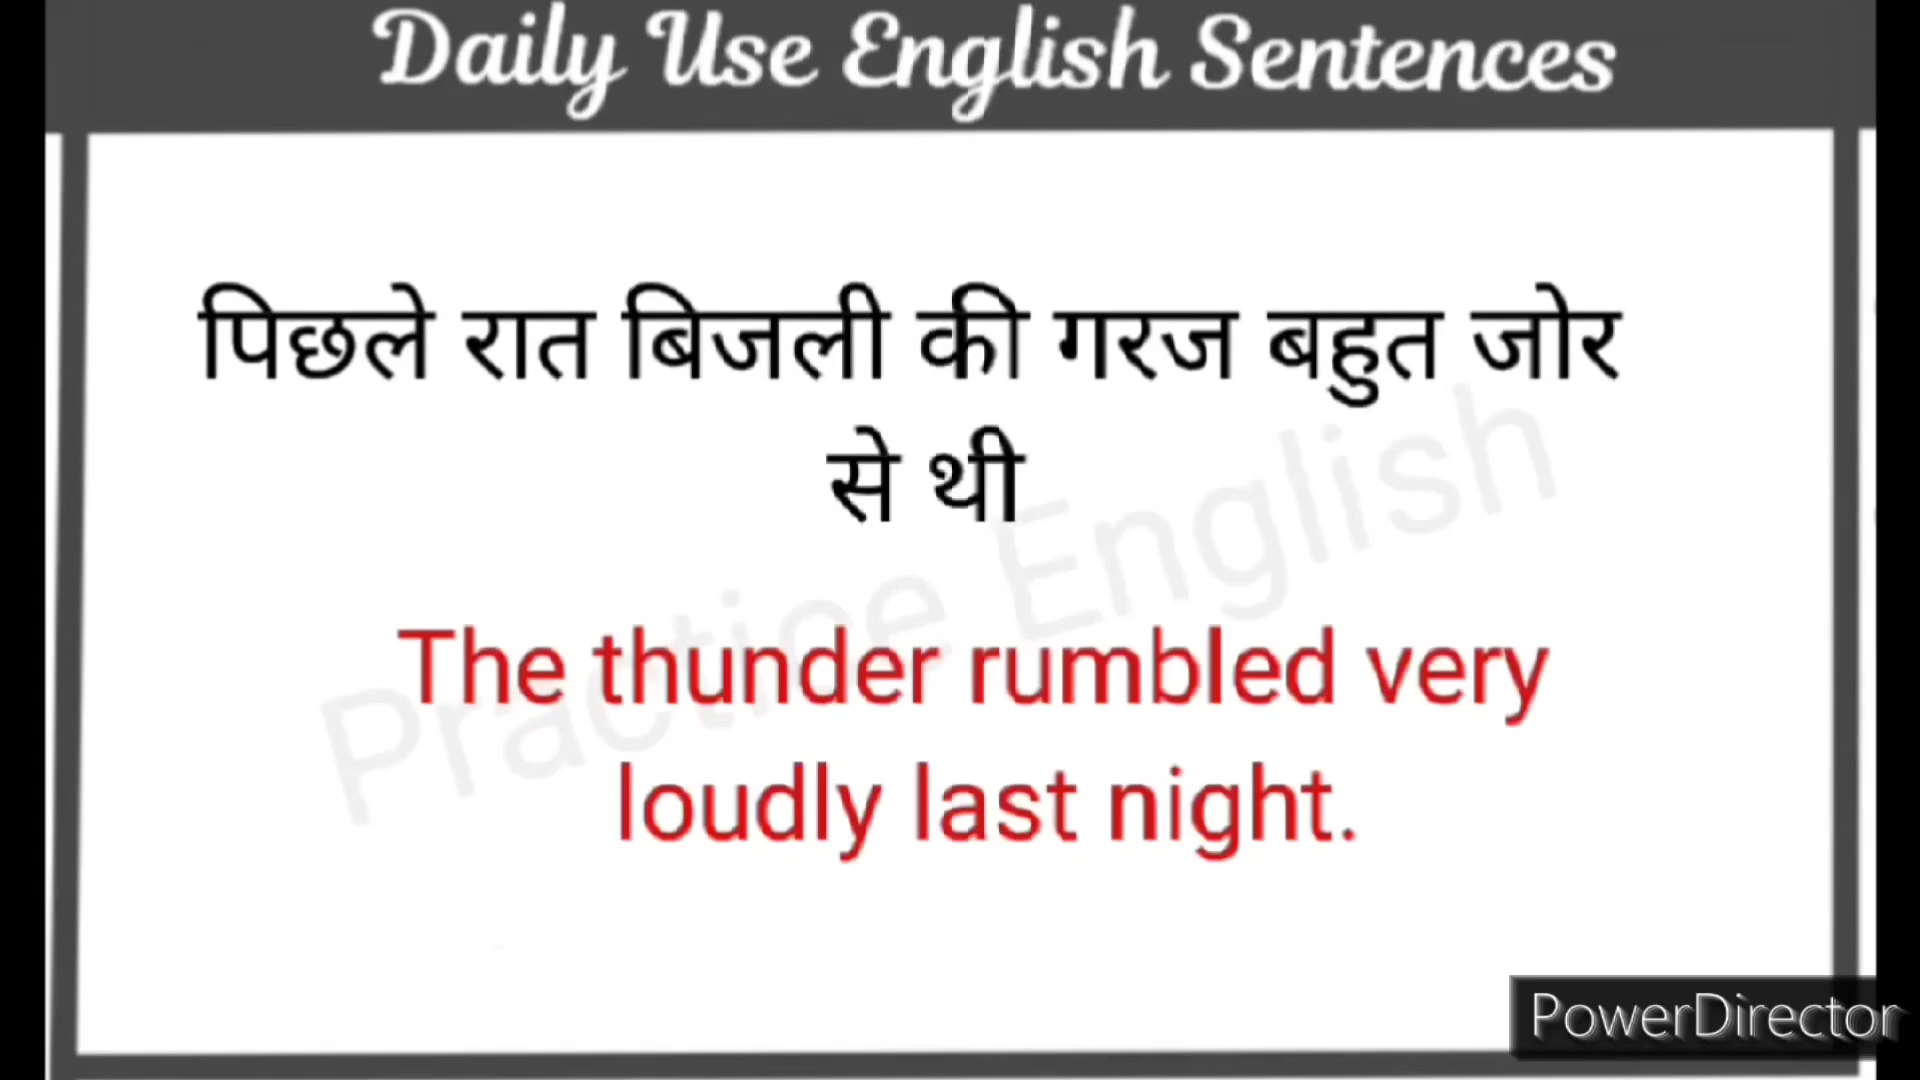 Daily Use English Sentences
पिछले रात बिजली की गरज बहुत जोर
से थी
Practice English
The thunder rumbled very
loudly last night.
PowerDirector